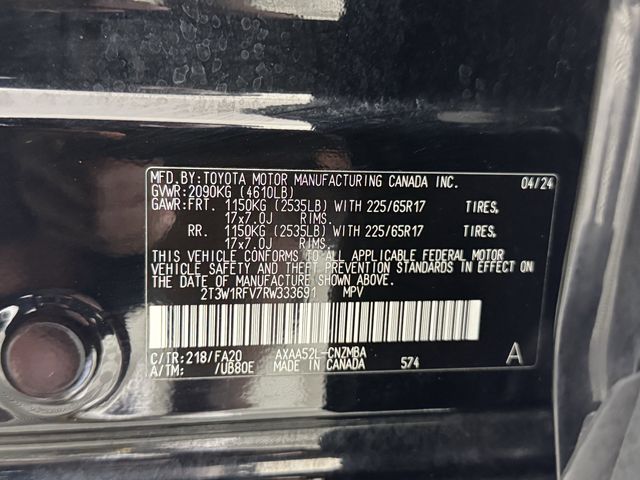 MFD.BY:TOYOTA MOTOR MANUFACTURING CANADA INC. 04/24
GVWR:2090KG (4610LB)
GAWR:FRT. 1150KG (2535LB) WITH 225/65R17 TIRES,
17x7.0J RIMS.
RR. 1150KG (2535LB) WITH 225/65R17 TIRES,
17x7.0J RIMS.
THIS VEHICLE CONFORMS TO ALL APPLICABLE FEDERAL MOTOR
VEHICLE SAFETY AND THEFT PREVENTION STANDARDS IN EFFECT ON
THE DATE OF MANUFACTURE SHOWN ABOVE.
2T3W1RFV7RW333691 MPV
C/TR:218/FA20 AXAA52L-CNZMBA
A/TM: /UB80E MADE IN CANADA 574 A